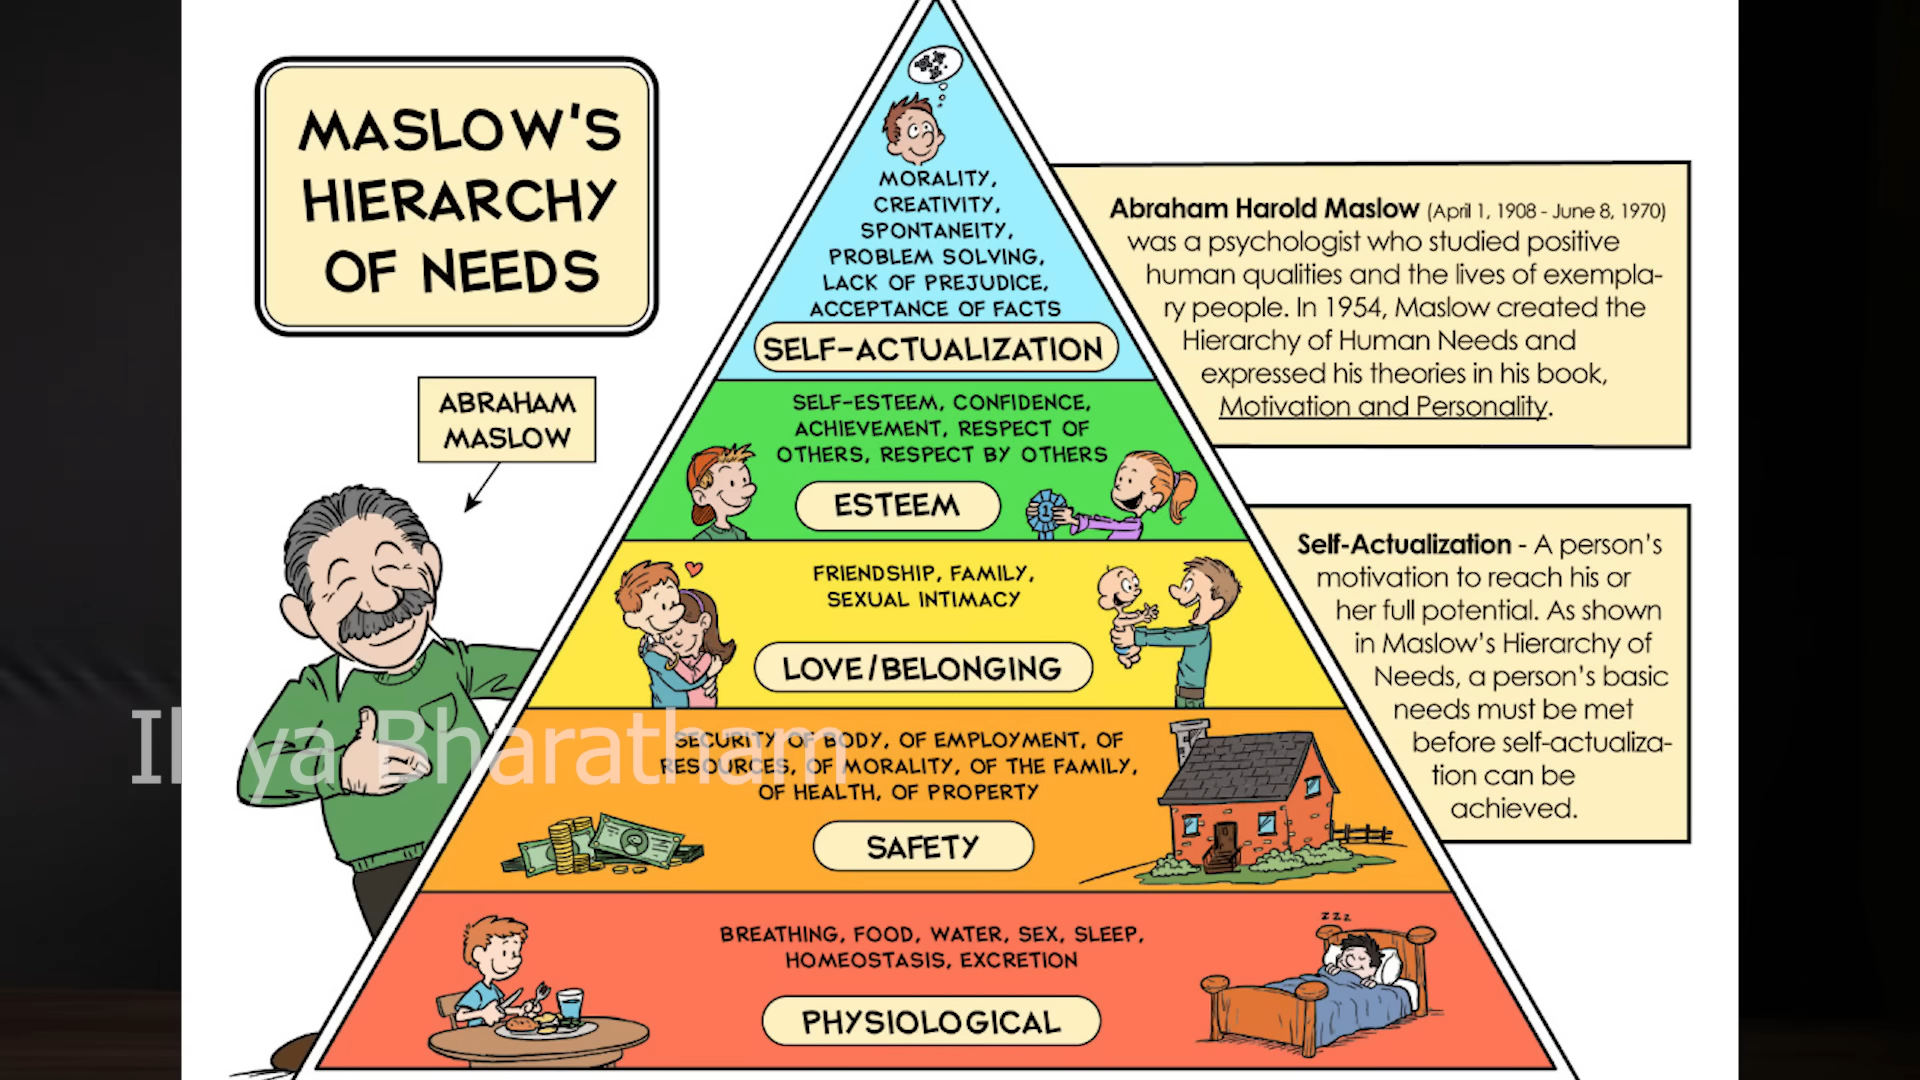 MASLOW'S
HIERARCHY
OF NEEDS
ABRAHAM
MASLOW
MORALITY,
CREATIVITY,
SPONTANEITY,
PROBLEM SOLVING,
LACK OF PREJUDICE,
ACCEPTANCE OF FACTS
SELF-ACTUALIZATION
SELF-ESTEEM, CONFIDENCE,
ACHIEVEMENT, RESPECT OF
OTHERS, RESPECT BY OTHERS
ESTEEM
1
FRIENDSHIP, FAMILY,
SEXUAL INTIMACY
LOVE/BELONGING
SECURITY OF BODY, OF EMPLOYMENT, OF
RESOURCES, OF MORALITY, OF THE FAMILY,
OF HEALTH, OF PROPERTY
SAFETY
BREATHING, FOOD, WATER, SEX, SLEEP,
HOMEOSTASIS, EXCRETION
PHYSIOLOGICAL
zzz
Abraham Harold Maslow (April 1, 1908 - June 8, 1970)
was a psychologist who studied positive
human qualities and the lives of exempla-
ry people. In 1954, Maslow created the
Hierarchy of Human Needs and
expressed his theories in his book,
Motivation and Personality.
Self-Actualization - A person's
motivation to reach his or
her full potential. As shown
in Maslow's Hierarchy of
Needs, a person's basic
needs must be met
before self-actualiza-
tion can be
achieved.
Bharatham